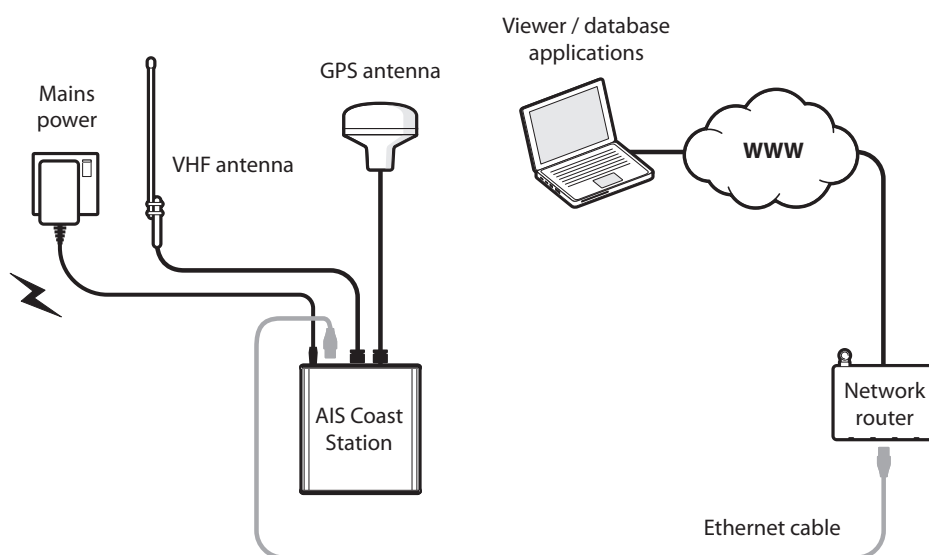 Viewer / database
applications
GPS antenna
Mains
power
VHF antenna
WWW
AIS Coast
Station
Network
router
Ethernet cable